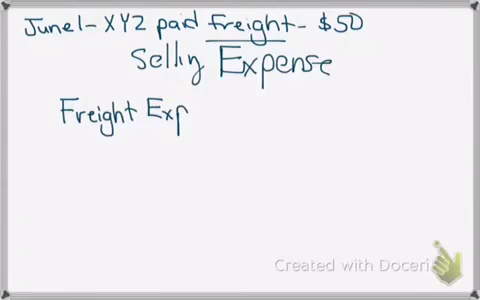 June 1 - XYZ paid freight - $50
Selling Expense
Freight Exp
Created with Doceri